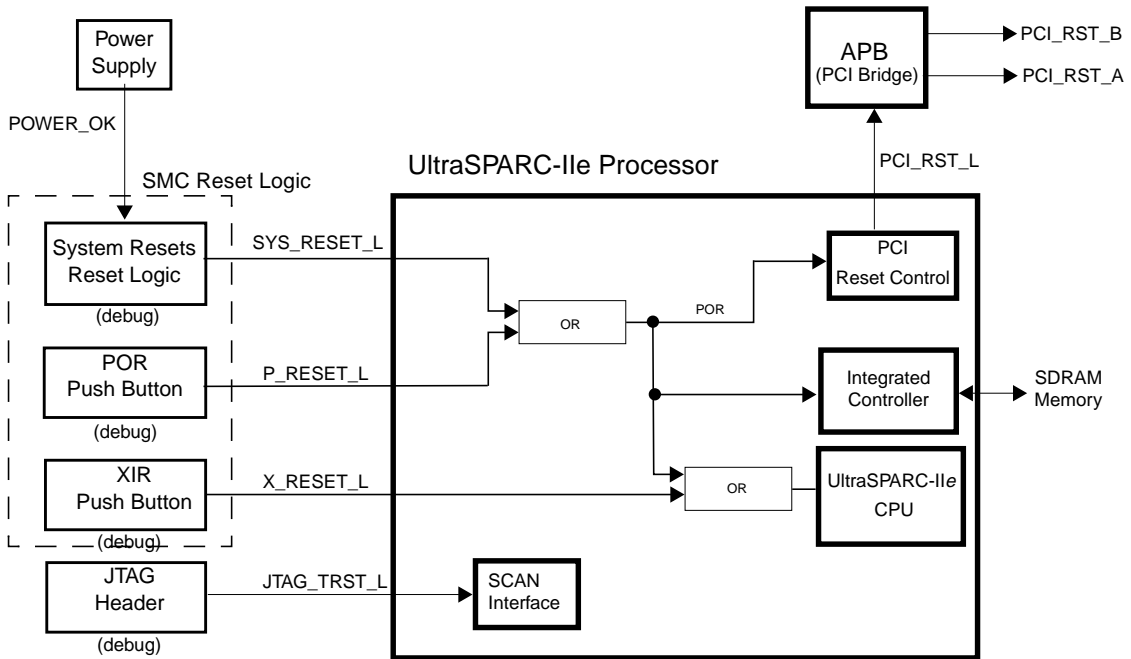 Power
Supply
POWER_OK
APB
(PCI Bridge)
PCI_RST_B
PCI_RST_A
PCI_RST_L
UltraSPARC-IIe Processor
SMC Reset Logic
System Resets
Reset Logic
(debug)
SYS_RESET_L
POR
Push Button
(debug)
P_RESET_L
XIR
Push Button
(debug)
X_RESET_L
JTAG
Header
(debug)
JTAG_TRST_L
OR
POR
PCI
Reset Control
Integrated
Controller
SDRAM
Memory
OR
UltraSPARC-IIe
CPU
SCAN
Interface